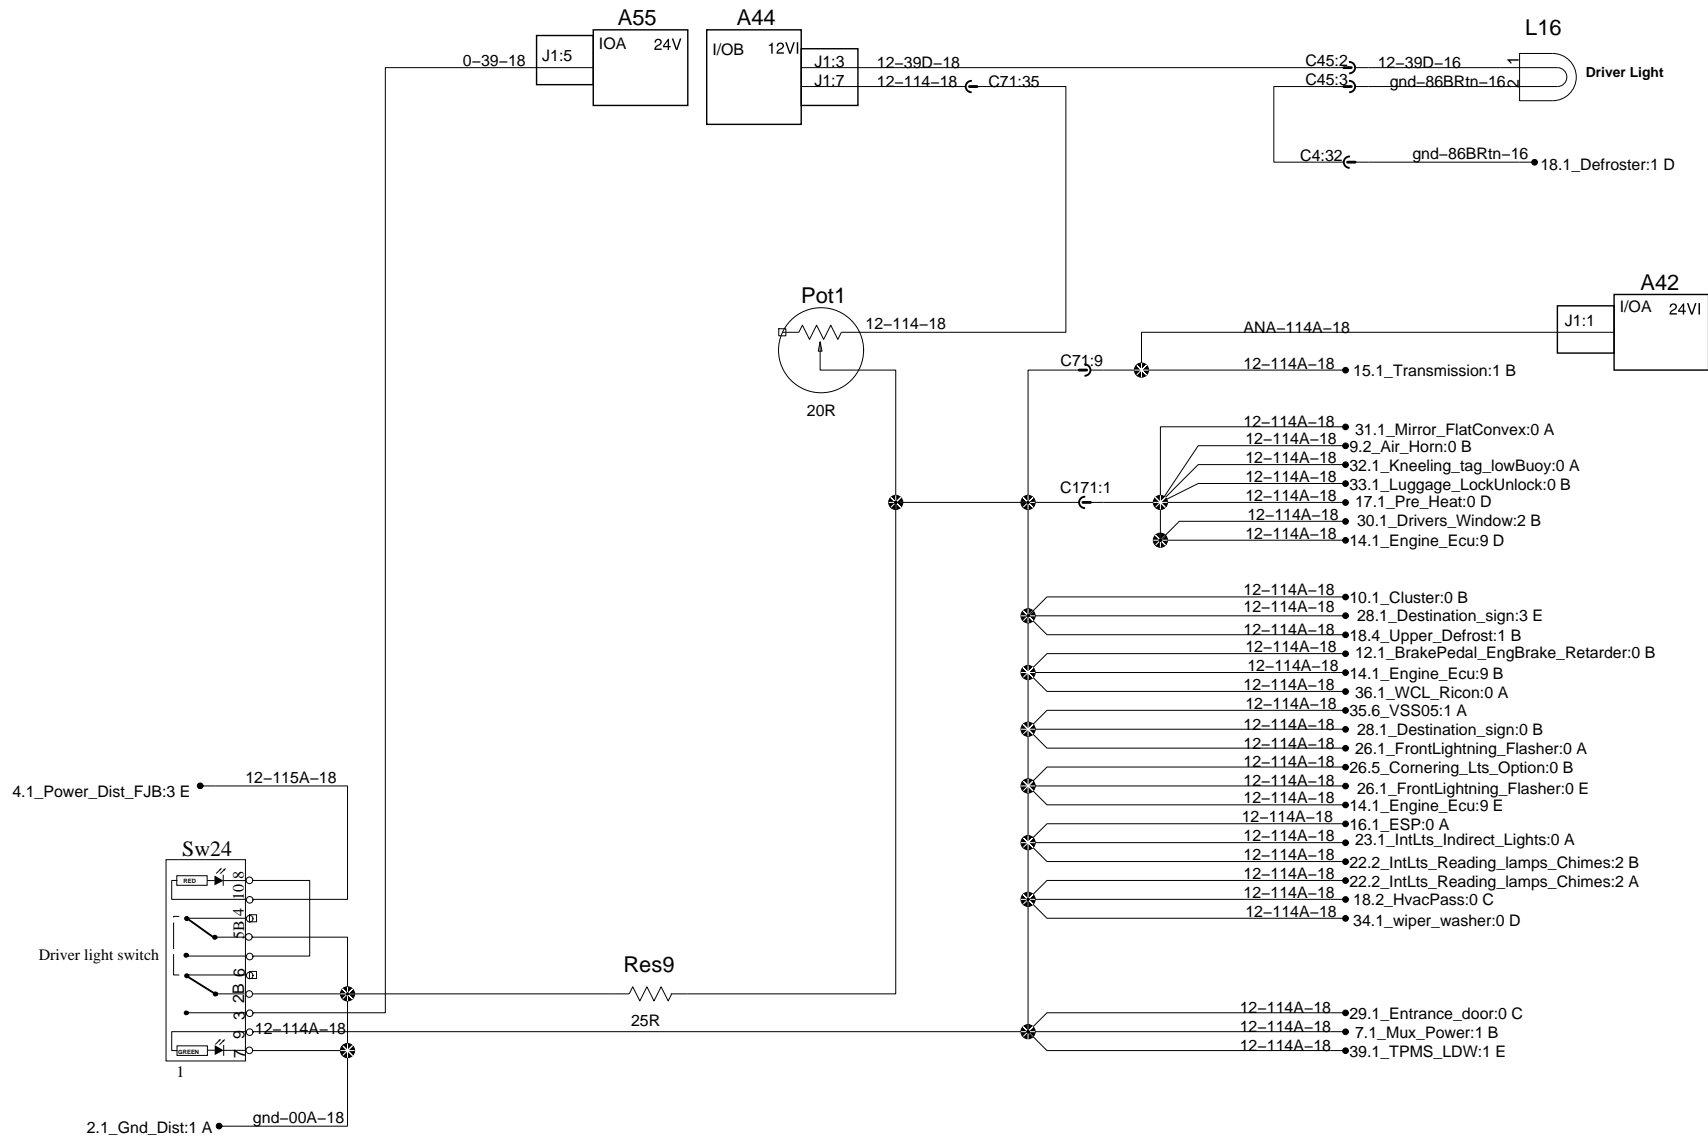 A55
A44
L16
IOA 24V
J1:5
0-39-18
I/OB 12VI
J1:3
J1:7
12-39D-18
12-114-18
C71:35
C45:2
12-39D-16
1
C45:3
gnd-86BRtn-16
2
Driver Light
C4:32
gnd-86BRtn-16
18.1_Defroster:1 D
A42
I/OA 24VI
J1:1
Pot1
12-114-18
20R
ANA-114A-18
C71:9
12-114A-18 15.1_Transmission:1 B
12-114A-18 31.1_Mirror_FlatConvex:0 A
12-114A-18 9.2_Air_Horn:0 B
12-114A-18 32.1_Kneeling_tag_lowBuoy:0 A
12-114A-18 33.1_Luggage_LockUnlock:0 B
C171:1
12-114A-18 17.1_Pre_Heat:0 D
12-114A-18 30.1_Drivers_Window:2 B
12-114A-18 14.1_Engine_Ecu:9 D
12-114A-18 10.1_Cluster:0 B
12-114A-18 28.1_Destination_sign:3 E
12-114A-18 18.4_Upper_Defrost:1 B
12-114A-18 12.1_BrakePedal_EngBrake_Retarder:0 B
12-114A-18 14.1_Engine_Ecu:9 B
12-114A-18 36.1_WCL_Ricon:0 A
12-114A-18 35.6_VSS05:1 A
12-114A-18 28.1_Destination_sign:0 B
12-114A-18 26.1_FrontLightning_Flasher:0 A
12-114A-18 26.5_Cornering_Lts_Option:0 B
12-114A-18 26.1_FrontLightning_Flasher:0 E
12-114A-18 14.1_Engine_Ecu:9 E
12-114A-18 16.1_ESP:0 A
12-114A-18 23.1_IntLts_Indirect_Lights:0 A
12-114A-18 22.2_IntLts_Reading_lamps_Chimes:2 B
12-114A-18 22.2_IntLts_Reading_lamps_Chimes:2 A
12-114A-18 18.2_HvacPass:0 C
12-114A-18 34.1_wiper_washer:0 D
12-114A-18 29.1_Entrance_door:0 C
12-114A-18 7.1_Mux_Power:1 B
12-114A-18 39.1_TPMS_LDW:1 E
12-115A-18
4.1_Power_Dist_FJB:3 E
Sw24
RED
8
10
4
5B
Driver light switch
6
2B
3
9
12-114A-18
GREEN
7
1
Res9
25R
gnd-00A-18
2.1_Gnd_Dist:1 A